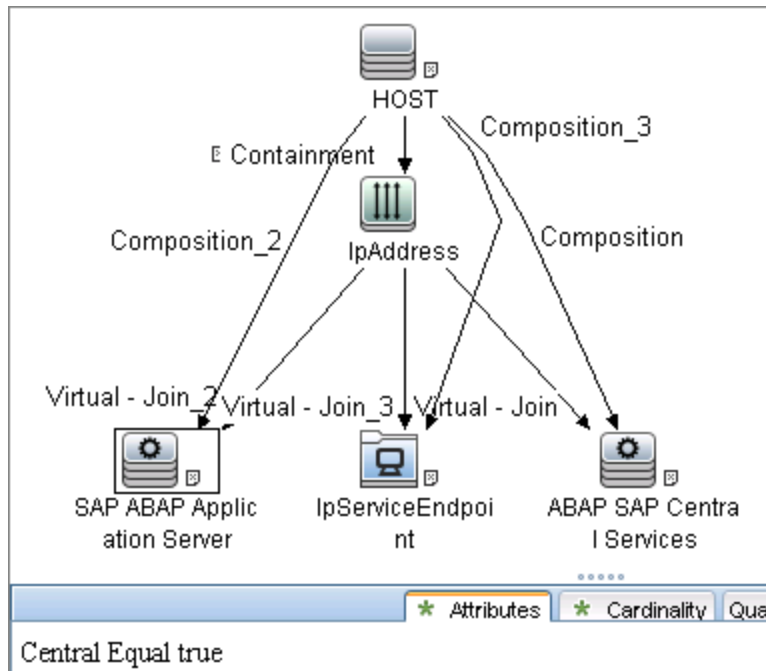 HOST
Composition_3
Containment
Composition_2
IpAddress
Composition
Virtual - Join_2
Virtual - Join_3
Virtual - Join
SAP ABAP Applic
ation Server
IpServiceEndpoi
nt
ABAP SAP Centra
l Services
Attributes
Cardinality
Qua
Central Equal true